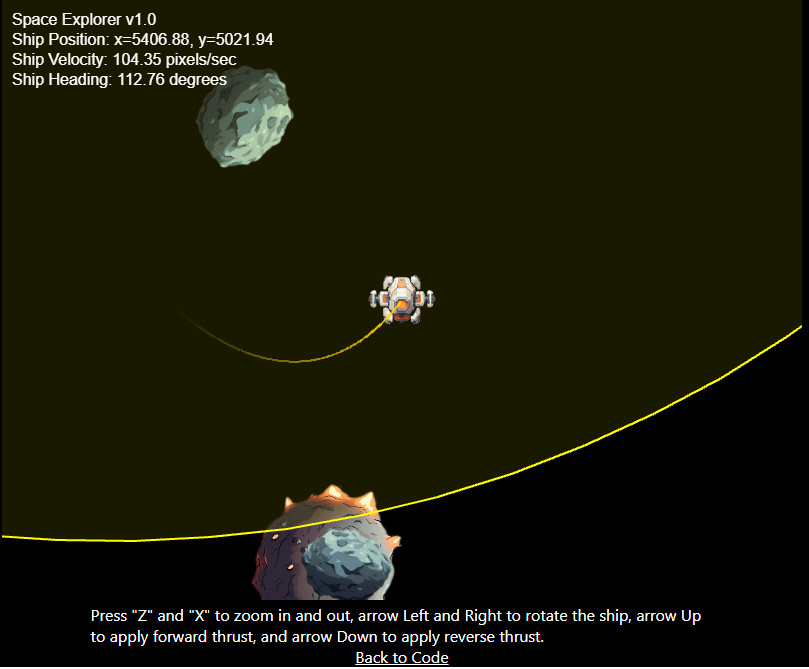 Space Explorer v1.0
Ship Position: x=5406.88, y=5021.94
Ship Velocity: 104.35 pixels/sec
Ship Heading: 112.76 degrees
Press "Z" and "X" to zoom in and out, arrow Left and Right to rotate the ship, arrow Up
to apply forward thrust, and arrow Down to apply reverse thrust.
Back to Code